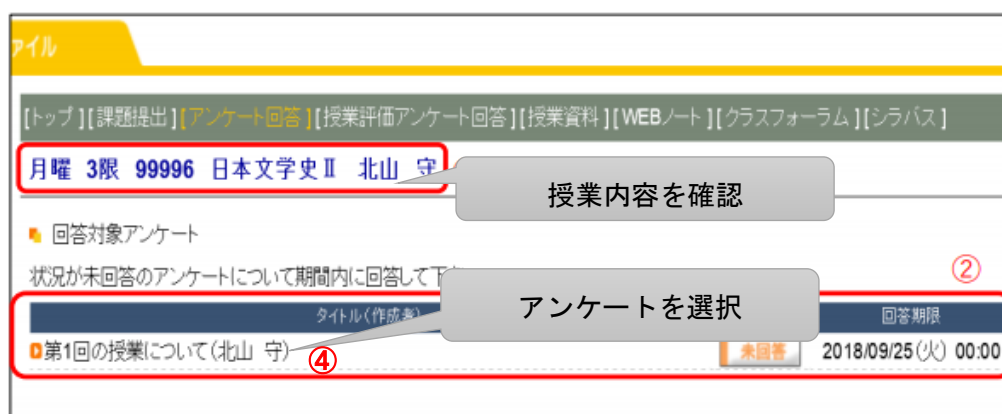 ァイル
[トップ][課題提出][アンケート回答][授業評価アンケート回答][授業資料][WEBノート][クラスフォーラム][シラバス]
月曜 3限 99996 日本文学史Ⅱ 北山 守
授業内容を確認
回答対象アンケート
状況が未回答のアンケートについて期間内に回答して下
②
アンケートを選択
タイトル(作成者) 回答期限
第1回の授業について(北山 守) ④ 未回答 2018/09/25(火) 00:00